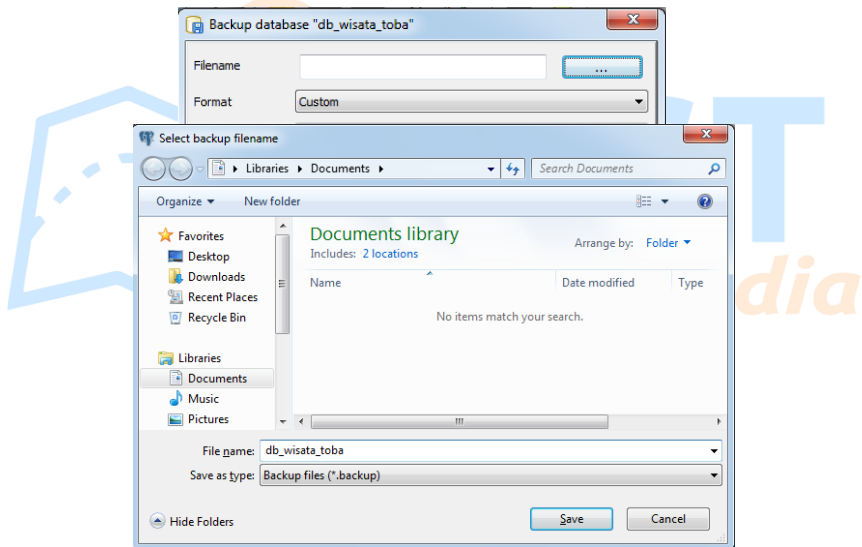 Backup database "db_wisata_toba"
Filename
...
Format Custom
Select backup filename
Libraries Documents Search Documents
Organize New folder
Favorites
Desktop
Downloads
Recent Places
Recycle Bin
Libraries
Documents
Music
Pictures
Documents library
Includes: 2 locations
Arrange by: Folder
Name Date modified Type
No items match your search.
File name: db_wisata_toba
Save as type: Backup files (*.backup)
Hide Folders Save Cancel
T
dia